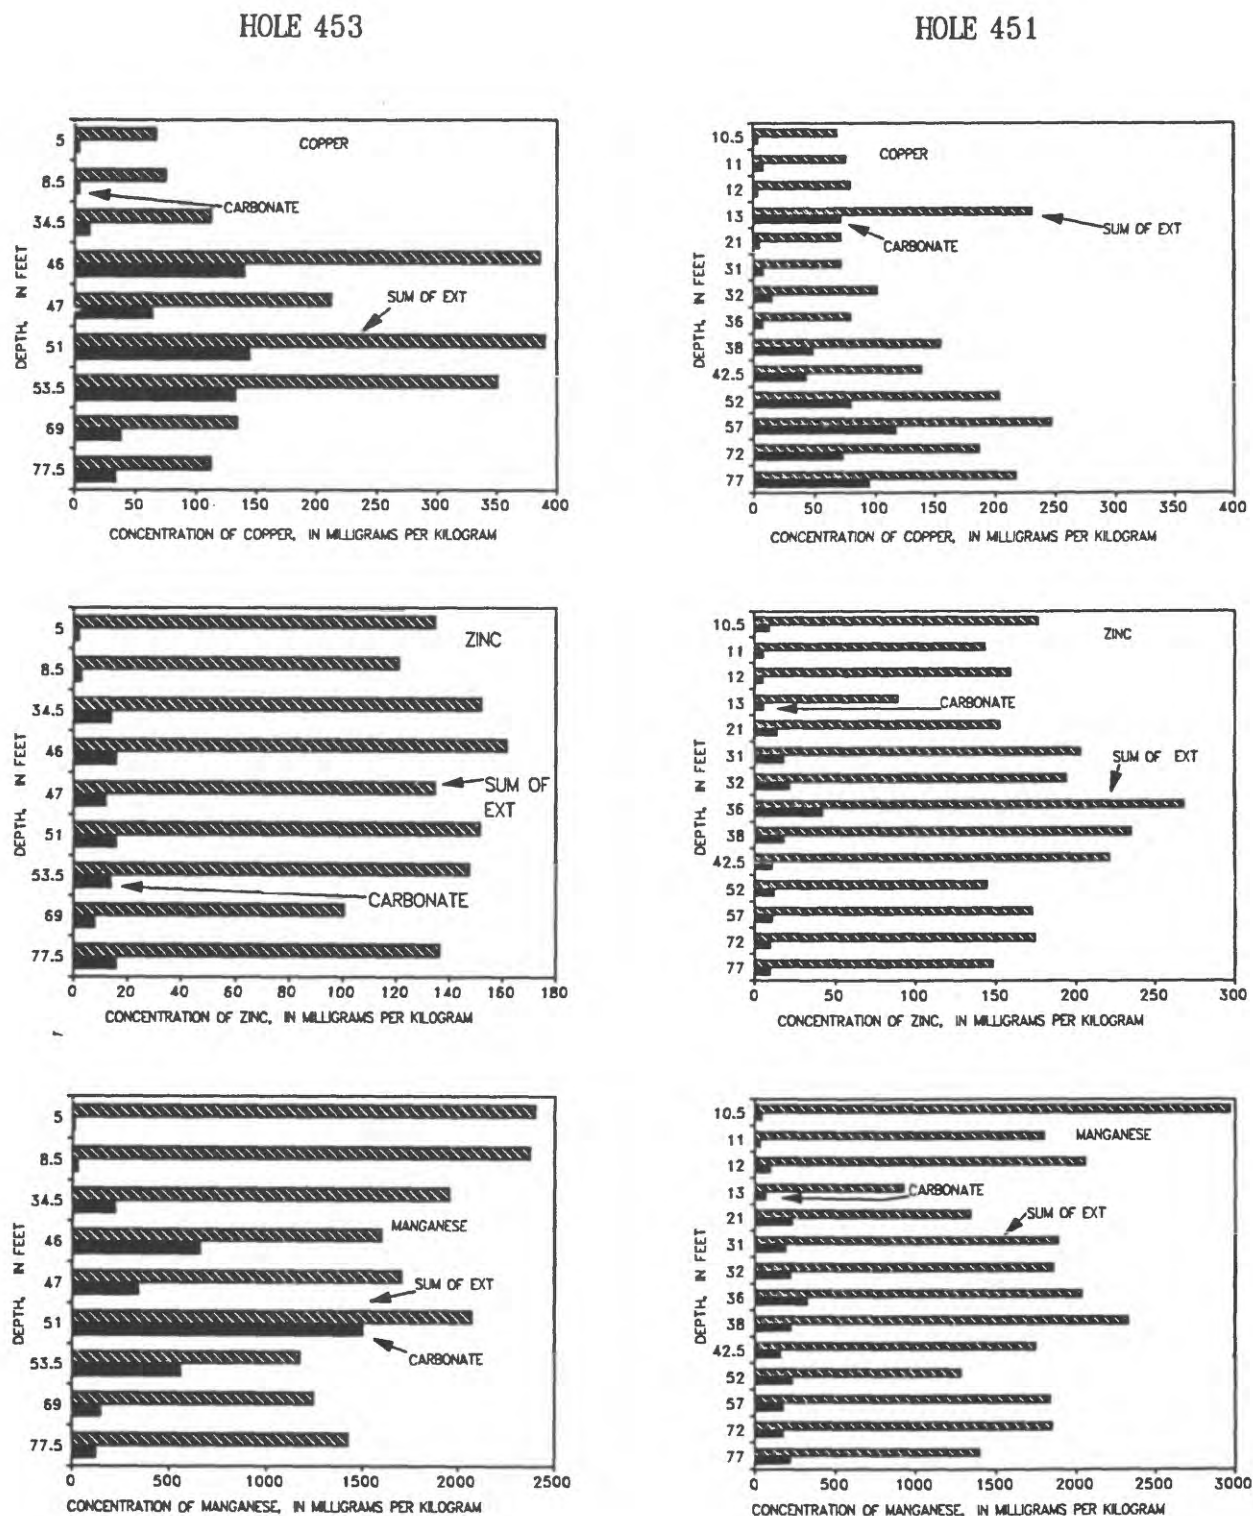 HOLE 453
HOLE 451
5
8.5
34.5
46
47
51
53.5
69
77.5
DEPTH, IN FEET
COPPER
CARBONATE
SUM OF EXT
0 50 100 150 200 250 300 350 400
CONCENTRATION OF COPPER, IN MILLIGRAMS PER KILOGRAM
10.5
11
12
13
21
31
32
36
38
42.5
52
57
72
77
DEPTH, IN FEET
COPPER
SUM OF EXT
CARBONATE
0 50 100 150 200 250 300 350 400
CONCENTRATION OF COPPER, IN MILLIGRAMS PER KILOGRAM
5
8.5
34.5
46
47
51
53.5
69
77.5
DEPTH, IN FEET
ZINC
SUM OF
EXT
CARBONATE
0 20 40 60 80 100 120 140 160 180
CONCENTRATION OF ZINC, IN MILLIGRAMS PER KILOGRAM
10.5
11
12
13
21
31
32
36
38
42.5
52
57
72
77
DEPTH, IN FEET
ZINC
CARBONATE
SUM OF EXT
0 50 100 150 200 250 300
CONCENTRATION OF ZINC, IN MILLIGRAMS PER KILOGRAM
5
8.5
34.5
46
47
51
53.5
69
77.5
DEPTH, IN FEET
MANGANESE
SUM OF EXT
CARBONATE
0 500 1000 1500 2000 2500
CONCENTRATION OF MANGANESE, IN MILLIGRAMS PER KILOGRAM
10.5
11
12
13
21
31
32
36
38
42.5
52
57
72
77
DEPTH, IN FEET
MANGANESE
CARBONATE
SUM OF EXT
0 500 1000 1500 2000 2500 3000
CONCENTRATION OF MANGANESE, IN MILLIGRAMS PER KILOGRAM